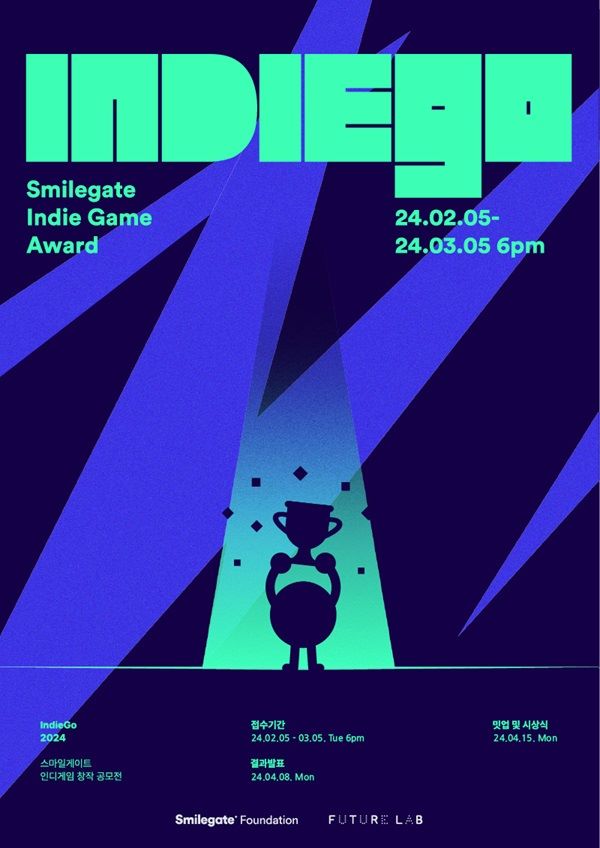 INDIEgo
Smilegate
Indie Game
Award
24.02.05-
24.03.05 6pm
IndieGo
2024
스마일게이트
인디게임 창작 공모전
접수기간
24.02.05 - 03.05. Tue 6pm
결과발표
24.04.08. Mon
밋업 및 시상식
24.04.15. Mon
Smilegate Foundation
FUTURE LAB